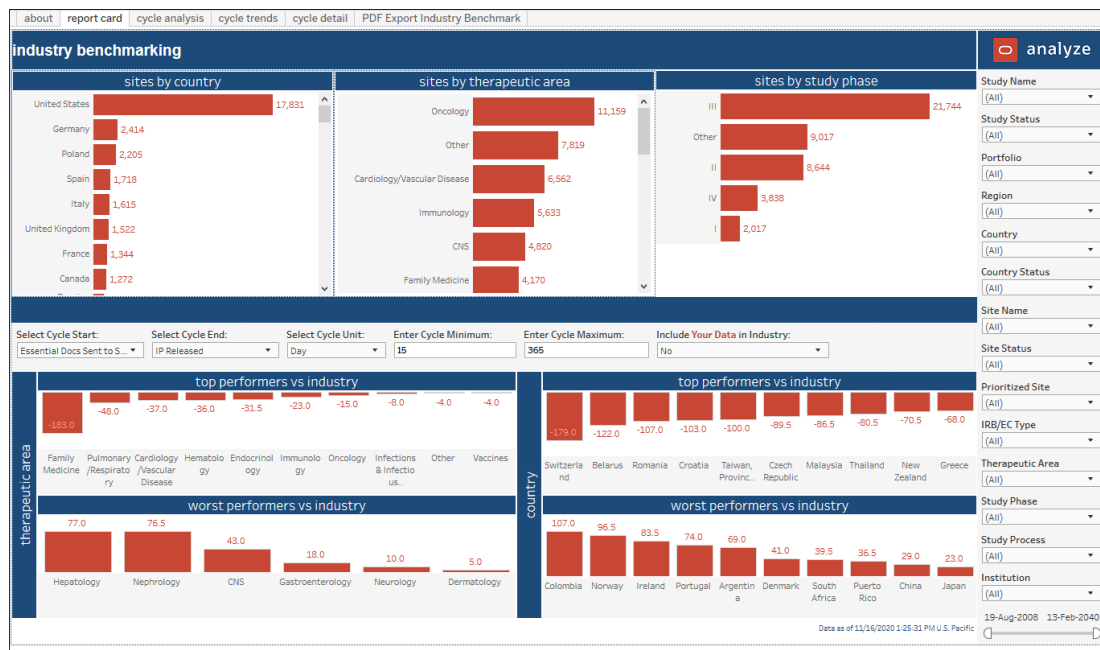 about report card cycle analysis cycle trends cycle detail PDF Export Industry Benchmark
industry benchmarking
analyze
sites by country
United States 17,831
Germany 2,414
Poland 2,205
Spain 1,718
Italy 1,615
United Kingdom 1,522
France 1,344
Canada 1,272
sites by therapeutic area
Oncology 11,159
Other 7,819
Cardiology/Vascular Disease 6,562
Immunology 5,633
CNS 4,820
Family Medicine 4,170
sites by study phase
III 21,744
Other 9,017
II 8,644
IV 3,838
I 2,017
Select Cycle Start: Select Cycle End: Select Cycle Unit: Enter Cycle Minimum: Enter Cycle Maximum: Include Your Data in Industry:
Essential Docs Sent to S... IP Released Day 15 365 No
therapeutic area
top performers vs industry
-183.0 -48.0 -37.0 -36.0 -31.5 -23.0 -15.0 -8.0 -4.0 -4.0
Family Pulmonary Cardiology Hematolo Endocrinol Immunolo Oncology Infections Other Vaccines
Medicine /Respirato /Vascular gy ogy gy & Infectio
ry Disease us..
worst performers vs industry
77.0 76.5 43.0 18.0 10.0 5.0
Hepatology Nephrology CNS Gastroenterology Neurology Dermatology
country
top performers vs industry
-179.0 -122.0 -107.0 -103.0 -100.0 -89.5 -86.5 -80.5 -70.5 -68.0
Switzerla Belarus Romania Croatia Taiwan, Czech Malaysia Thailand New Greece
nd Provinc.. Republic Zealand
worst performers vs industry
107.0 96.5 83.5 74.0 69.0 41.0 39.5 36.5 29.0 23.0
Colombia Norway Ireland Portugal Argentin Denmark South Puerto China Japan
a Africa Rico
Data as of 11/16/2020 1:25:31 PM U.S. Pacific
Study Name
(All)
Study Status
(All)
Portfolio
(All)
Region
(All)
Country
(All)
Country Status
(All)
Site Name
(All)
Site Status
(All)
Prioritized Site
(All)
IRB/EC Type
(All)
Therapeutic Area
(All)
Study Phase
(All)
Study Process
(All)
Institution
(All)
19-Aug-2008 13-Feb-2040